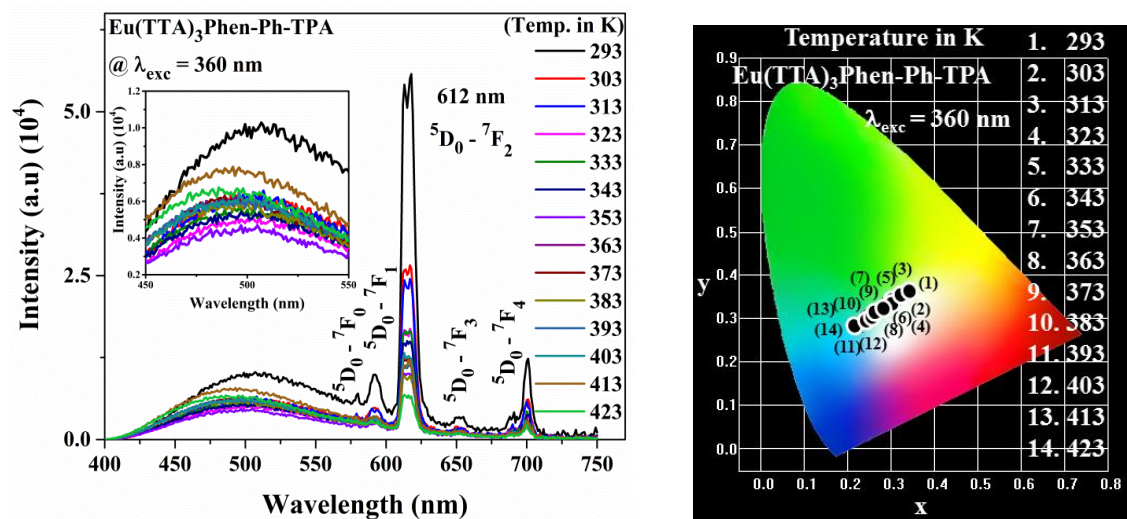 Eu(TTA)3Phen-Ph-TPA
(Temp. in K)
@ λexc = 360 nm
293
303
313
323
333
343
353
363
373
383
393
403
413
423
612 nm
5D0 - 7F2
5D0 - 7F0
5D0 - 7F1
5D0 - 7F3
5D0 - 7F4
Intensity (a.u) (10^4)
5.0
2.5
0.0
400 450 500 550 600 650 700 750
Wavelength (nm)
Intensity (a.u) (10^4)
1.2
1.0
0.8
0.6
0.4
0.2
450 500 550
Wavelength (nm)
Temperature in K
Eu(TTA)3Phen-Ph-TPA
λexc = 360 nm
1. 293
2. 303
3. 313
4. 323
5. 333
6. 343
7. 353
8. 363
9. 373
10. 383
11. 393
12. 403
13. 413
14. 423
0.9
0.8
0.7
0.6
0.5
0.4
0.3
0.2
0.1
0.0
y
(7) (5) (3)
(9) (1)
(13) (10)
(14) (6) (2)
(11) (12) (8) (4)
0.0 0.1 0.2 0.3 0.4 0.5 0.6 0.7 0.8
x